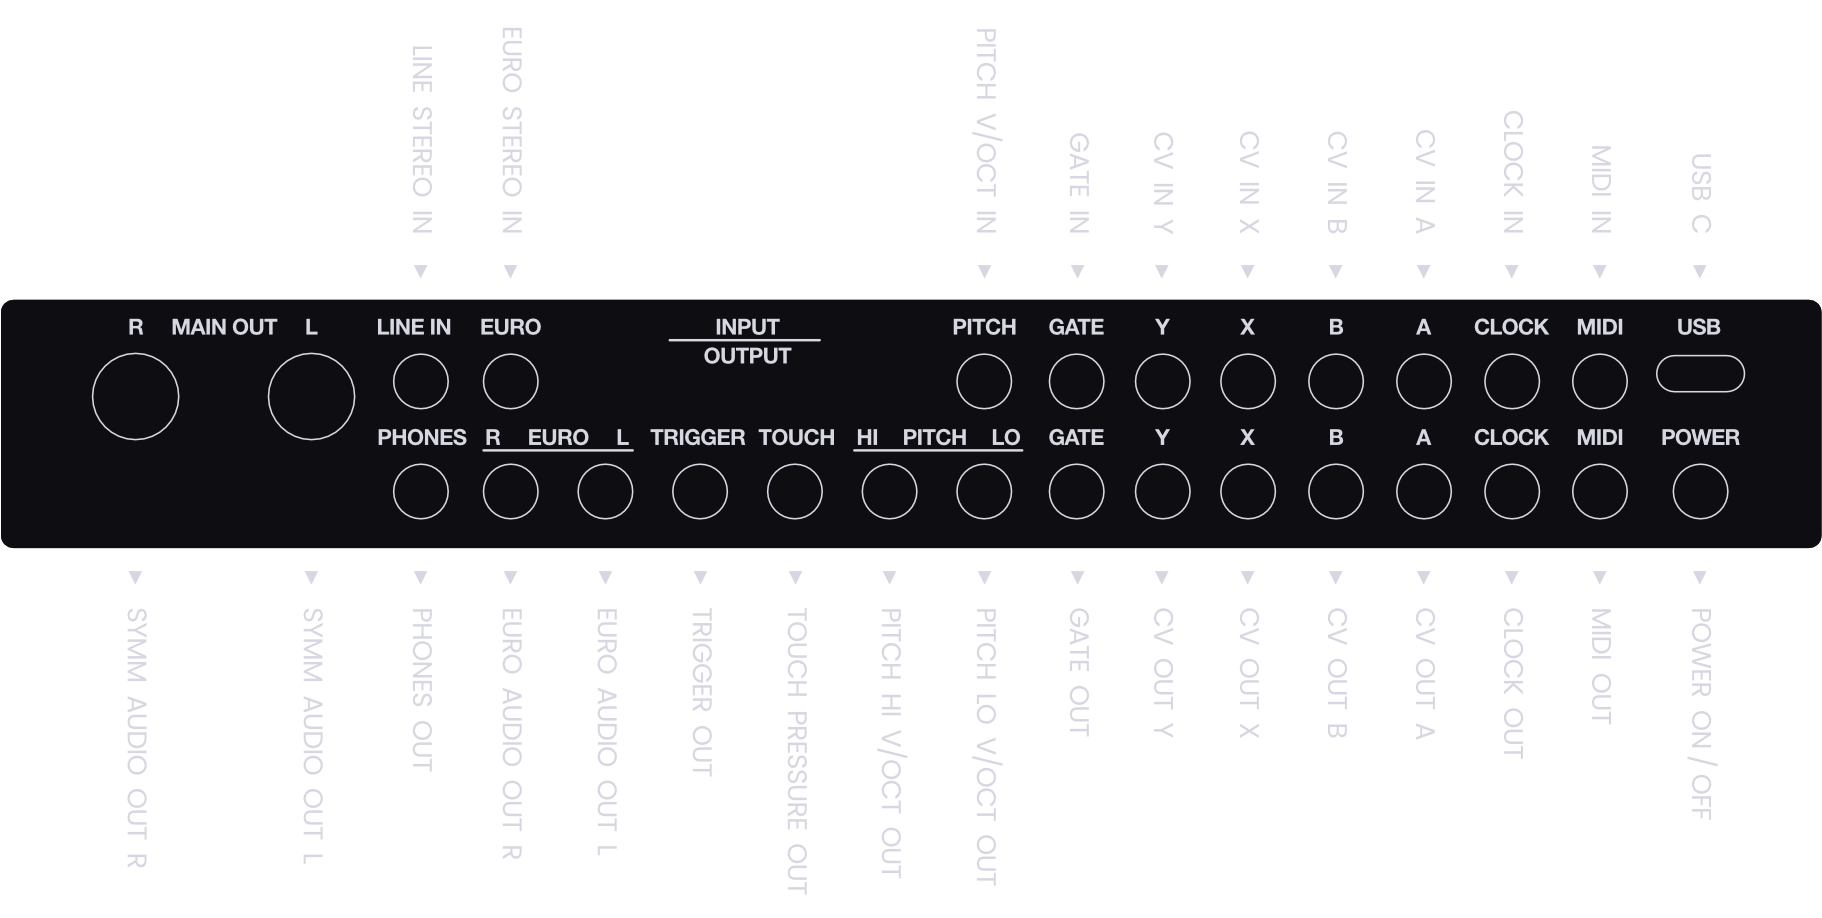 LINE STEREO IN
EURO STEREO IN
PITCH V/OCT IN
GATE IN
CV IN Y
CV IN X
CV IN B
CV IN A
CLOCK IN
MIDI IN
USB C
R MAIN OUT L LINE IN EURO INPUT PITCH GATE Y X B A CLOCK MIDI USB
OUTPUT
PHONES R EURO L TRIGGER TOUCH HI PITCH LO GATE Y X B A CLOCK MIDI POWER
SYMM AUDIO OUT R
SYMM AUDIO OUT L
PHONES OUT
EURO AUDIO OUT R
EURO AUDIO OUT L
TRIGGER OUT
TOUCH PRESSURE OUT
PITCH HI V/OCT OUT
PITCH LO V/OCT OUT
GATE OUT
CV OUT Y
CV OUT X
CV OUT B
CV OUT A
CLOCK OUT
MIDI OUT
POWER ON / OFF